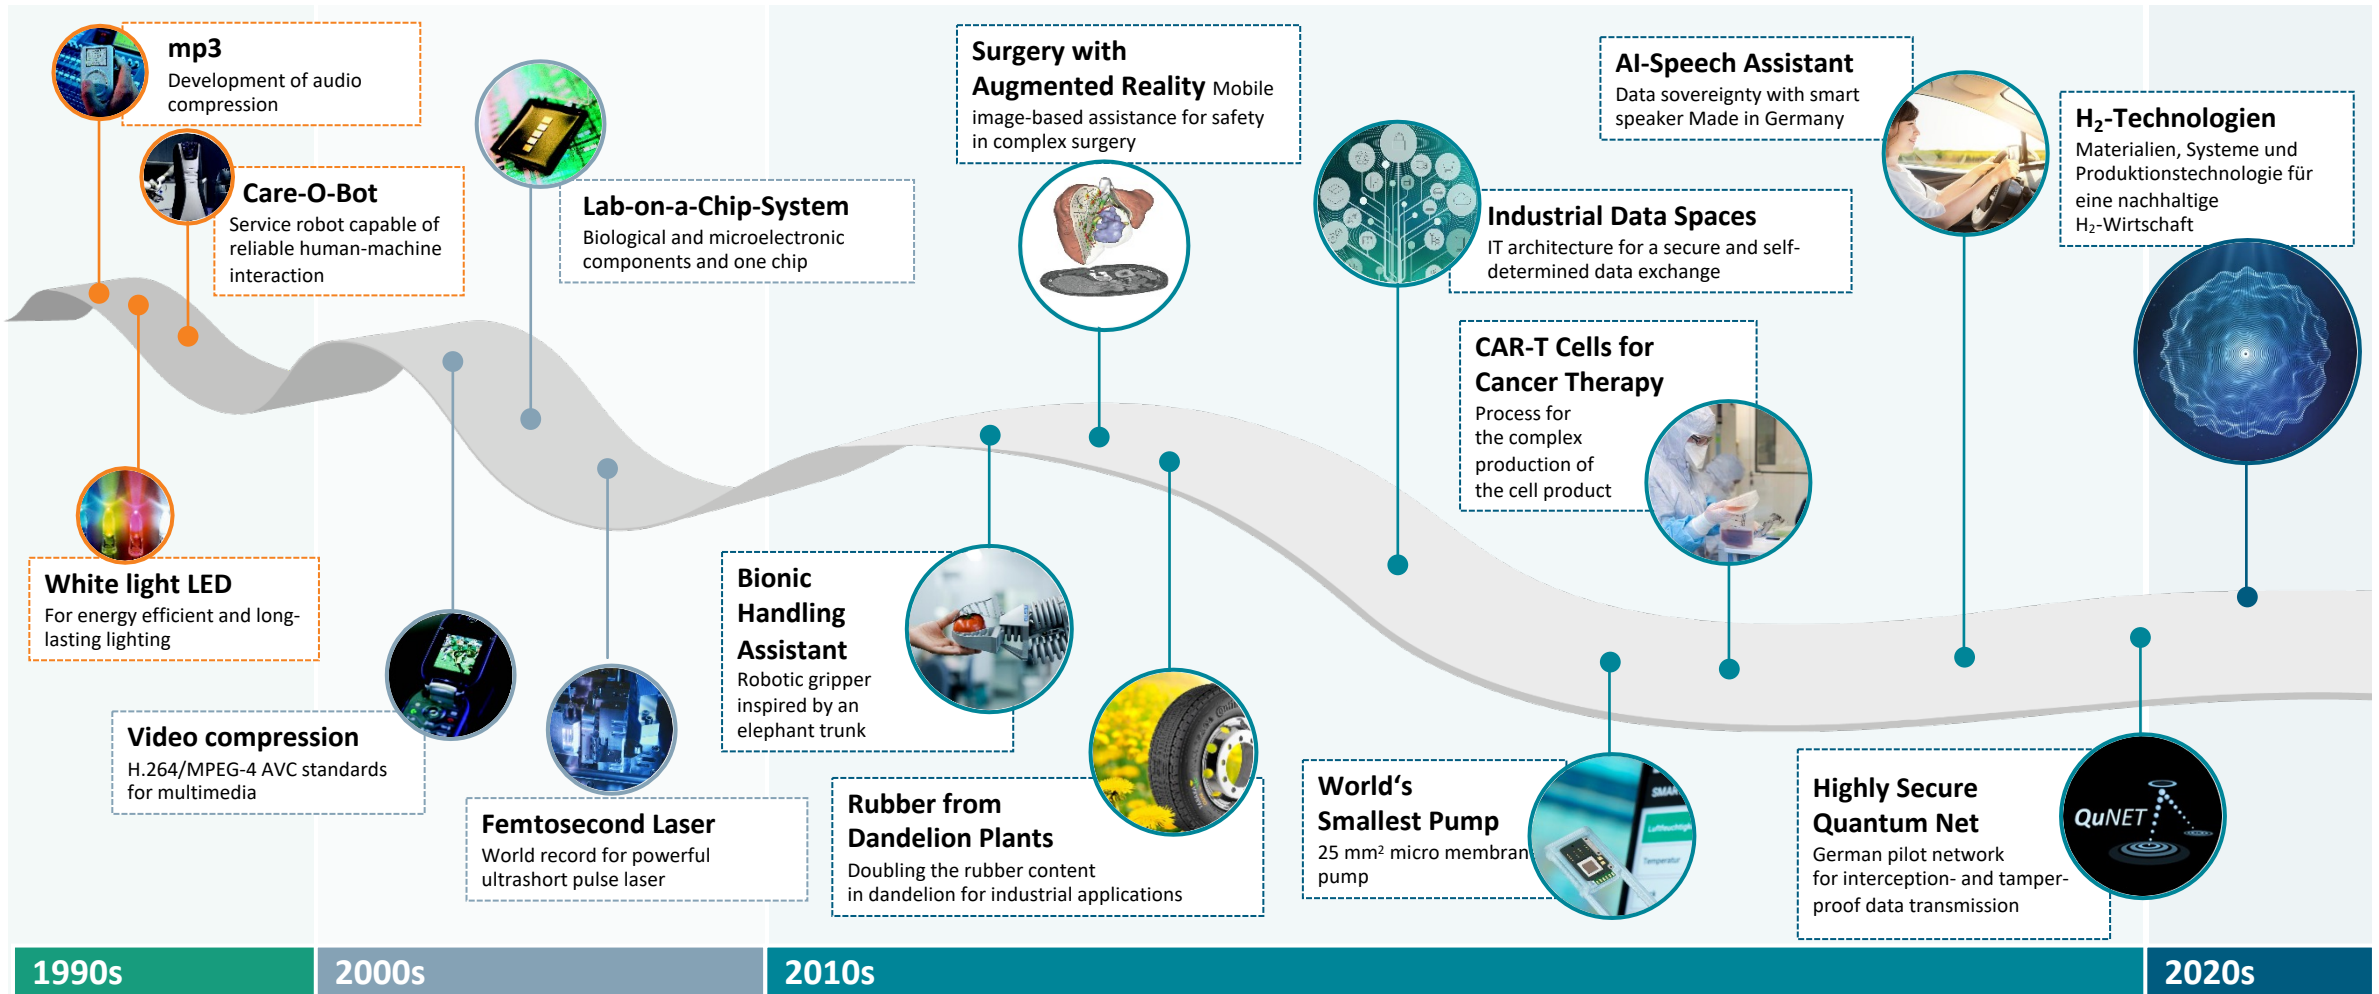 mp3
Development of audio
compression
Care-O-Bot
Service robot capable of
reliable human-machine
interaction
White light LED
For energy efficient and long-
lasting lighting
Lab-on-a-Chip-System
Biological and microelectronic
components and one chip
Video compression
H.264/MPEG-4 AVC standards
for multimedia
Femtosecond Laser
World record for powerful
ultrashort pulse laser
Surgery with
Augmented Reality Mobile
image-based assistance for safety
in complex surgery
Bionic
Handling
Assistant
Robotic gripper
inspired by an
elephant trunk
Rubber from
Dandelion Plants
Doubling the rubber content
in dandelion for industrial applications
Industrial Data Spaces
IT architecture for a secure and self-
determined data exchange
CAR-T Cells for
Cancer Therapy
Process for
the complex
production of
the cell product
World‘s
Smallest Pump
25 mm² micro membran
pump
SMAR
Luftfeuchtig
Temperatur
AI-Speech Assistant
Data sovereignty with smart
speaker Made in Germany
Highly Secure
Quantum Net
German pilot network
for interception- and tamper-
proof data transmission
QuNET
H₂-Technologien
Materialien, Systeme und
Produktionstechnologie für
eine nachhaltige
H₂-Wirtschaft
1990s
2000s
2010s
2020s